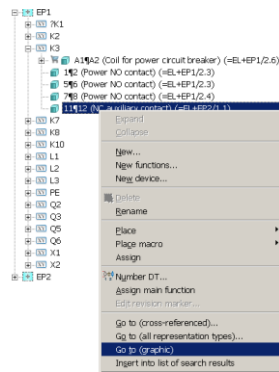 EP1
?K1
K2
K3
A1¶A2 (Coil for power circuit breaker) (=EL+EP1/2.6)
1¶2 (Power NO contact) (=EL+EP1/2.3)
5¶6 (Power NO contact) (=EL+EP1/2.3)
7¶8 (Power NO contact) (=EL+EP1/2.4)
11¶12 (NC auxiliary contact) (=EL+EP2/1.1)
K7
K8
K10
L1
L2
L3
PE
Q2
Q3
Q5
Q6
X1
X2
EP2
Expand
Collapse
New...
New functions...
New device...
Delete
Rename
Place
Place macro
Assign
Number DT...
Assign main function
Edit revision marker...
Go to (cross-referenced)...
Go to (all representation types)...
Go to (graphic)
Insert into list of search results